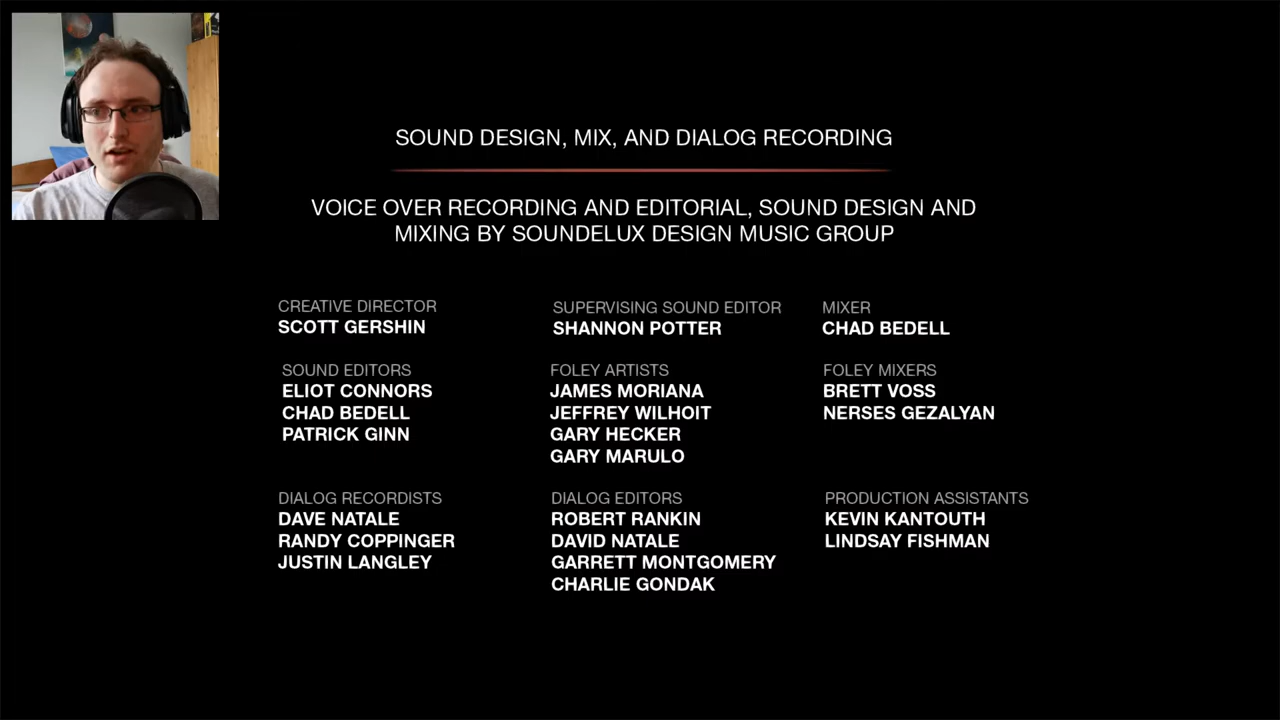 SOUND DESIGN, MIX, AND DIALOG RECORDING
VOICE OVER RECORDING AND EDITORIAL, SOUND DESIGN AND
MIXING BY SOUNDELUX DESIGN MUSIC GROUP
CREATIVE DIRECTOR
SCOTT GERSHIN
SUPERVISING SOUND EDITOR
SHANNON POTTER
MIXER
CHAD BEDELL
SOUND EDITORS
ELIOT CONNORS
CHAD BEDELL
PATRICK GINN
FOLEY ARTISTS
JAMES MORIANA
JEFFREY WILHOIT
GARY HECKER
GARY MARULO
FOLEY MIXERS
BRETT VOSS
NERSES GEZALYAN
DIALOG RECORDISTS
DAVE NATALE
RANDY COPPINGER
JUSTIN LANGLEY
DIALOG EDITORS
ROBERT RANKIN
DAVID NATALE
GARRETT MONTGOMERY
CHARLIE GONDAK
PRODUCTION ASSISTANTS
KEVIN KANTOUTH
LINDSAY FISHMAN